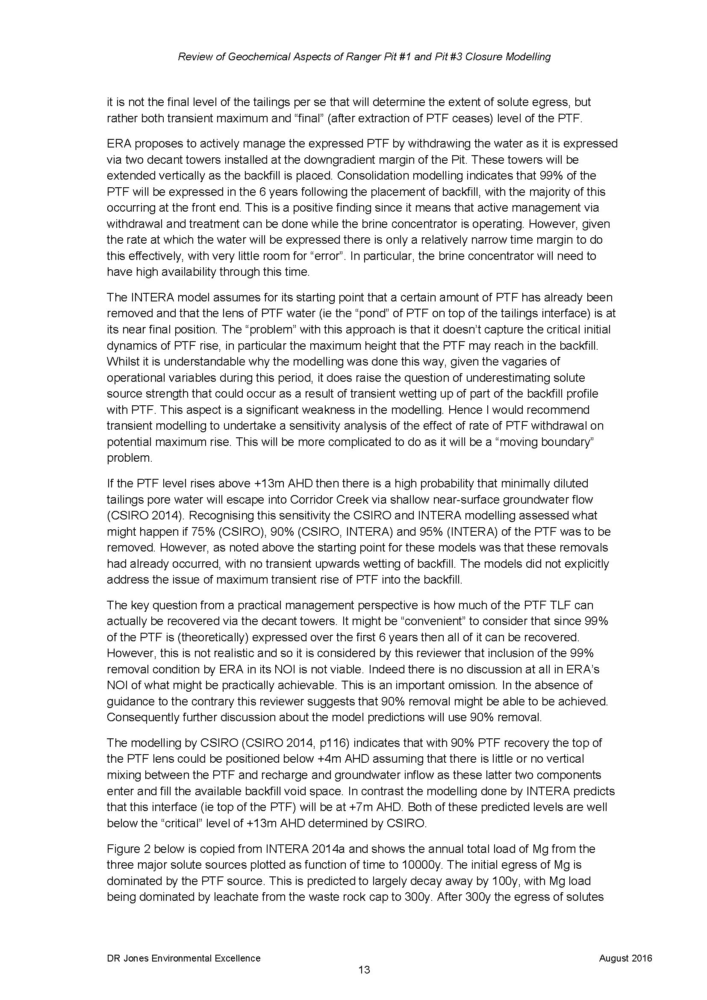 Review of Geochemical Aspects of Ranger Pit #1 and Pit #3 Closure Modelling
it is not the final level of the tailings per se that will determine the extent of solute egress, but
rather both transient maximum and “final” (after extraction of PTF ceases) level of the PTF.
ERA proposes to actively manage the expressed PTF by withdrawing the water as it is expressed
via two decant towers installed at the downgradient margin of the Pit. These towers will be
extended vertically as the backfill is placed. Consolidation modelling indicates that 99% of the
PTF will be expressed in the 6 years following the placement of backfill, with the majority of this
occurring at the front end. This is a positive finding since it means that active management via
withdrawal and treatment can be done while the brine concentrator is operating. However, given
the rate at which the water will be expressed there is only a relatively narrow time margin to do
this effectively, with very little room for “error”. In particular, the brine concentrator will need to
have high availability through this time.
The INTERA model assumes for its starting point that a certain amount of PTF has already been
removed and that the lens of PTF water (ie the “pond” of PTF on top of the tailings interface) is at
its near final position. The “problem” with this approach is that it doesn’t capture the critical initial
dynamics of PTF rise, in particular the maximum height that the PTF may reach in the backfill.
Whilst it is understandable why the modelling was done this way, given the vagaries of
operational variables during this period, it does raise the question of underestimating solute
source strength that could occur as a result of transient wetting up of part of the backfill profile
with PTF. This aspect is a significant weakness in the modelling. Hence I would recommend
transient modelling to undertake a sensitivity analysis of the effect of rate of PTF withdrawal on
potential maximum rise. This will be more complicated to do as it will be a “moving boundary”
problem.
If the PTF level rises above +13m AHD then there is a high probability that minimally diluted
tailings pore water will escape into Corridor Creek via shallow near-surface groundwater flow
(CSIRO 2014). Recognising this sensitivity the CSIRO and INTERA modelling assessed what
might happen if 75% (CSIRO), 90% (CSIRO, INTERA) and 95% (INTERA) of the PTF was to be
removed. However, as noted above the starting point for these models was that these removals
had already occurred, with no transient upwards wetting of backfill. The models did not explicitly
address the issue of maximum transient rise of PTF into the backfill.
The key question from a practical management perspective is how much of the PTF TLF can
actually be recovered via the decant towers. It might be “convenient” to consider that since 99%
of the PTF is (theoretically) expressed over the first 6 years then all of it can be recovered.
However, this is not realistic and so it is considered by this reviewer that inclusion of the 99%
removal condition by ERA in its NOI is not viable. Indeed there is no discussion at all in ERA’s
NOI of what might be practically achievable. This is an important omission. In the absence of
guidance to the contrary this reviewer suggests that 90% removal might be able to be achieved.
Consequently further discussion about the model predictions will use 90% removal.
The modelling by CSIRO (CSIRO 2014, p116) indicates that with 90% PTF recovery the top of
the PTF lens could be positioned below +4m AHD assuming that there is little or no vertical
mixing between the PTF and recharge and groundwater inflow as these latter two components
enter and fill the available backfill void space. In contrast the modelling done by INTERA predicts
that this interface (ie top of the PTF) will be at +7m AHD. Both of these predicted levels are well
below the “critical” level of +13m AHD determined by CSIRO.
Figure 2 below is copied from INTERA 2014a and shows the annual total load of Mg from the
three major solute sources plotted as function of time to 10000y. The initial egress of Mg is
dominated by the PTF source. This is predicted to largely decay away by 100y, with Mg load
being dominated by leachate from the waste rock cap to 300y. After 300y the egress of solutes
DR Jones Environmental Excellence
August 2016
13